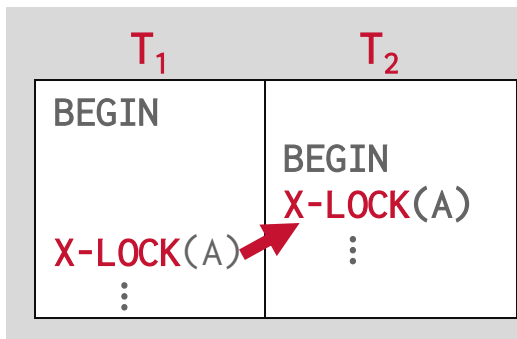 T₁ T₂
BEGIN
BEGIN
X-LOCK(A)
X-LOCK(A)
⋮
⋮